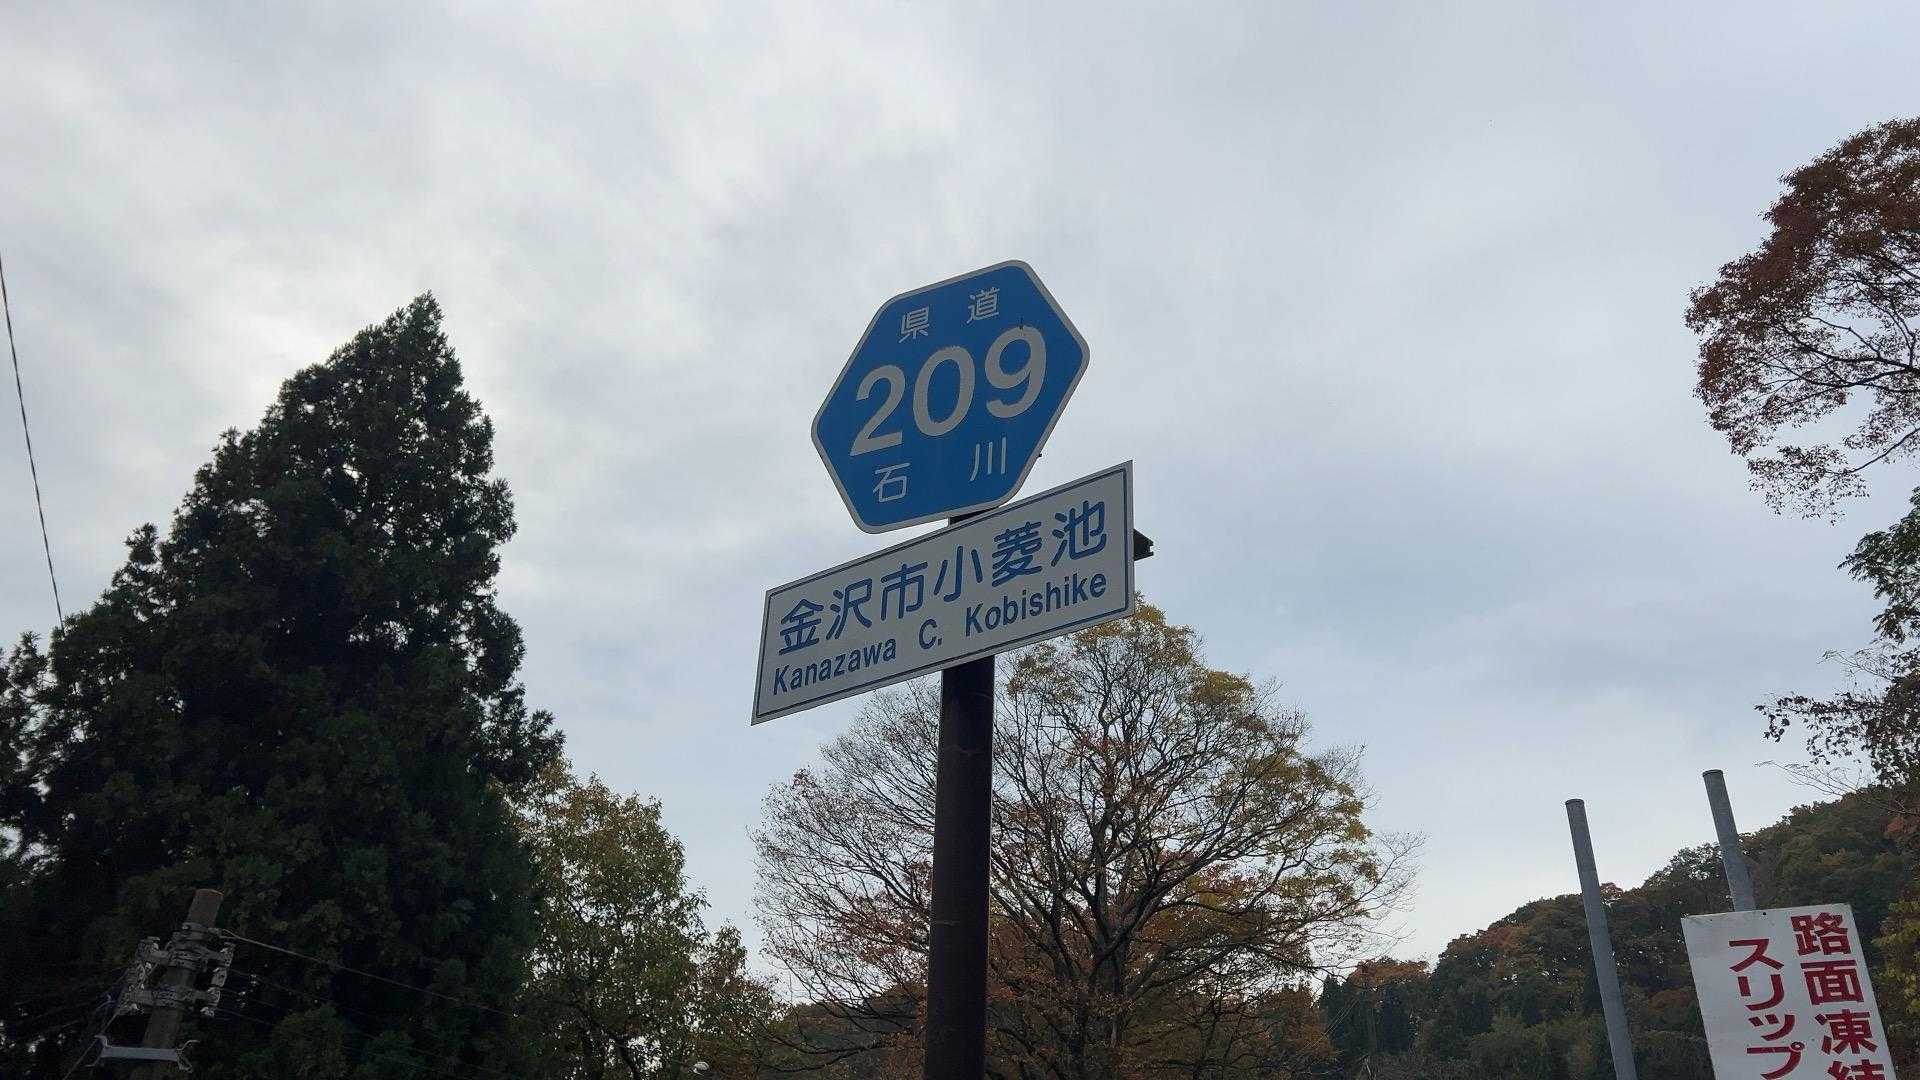 県道
209
石川
金沢市小菱池
Kanazawa C. Kobishike
路面凍結
スリップ